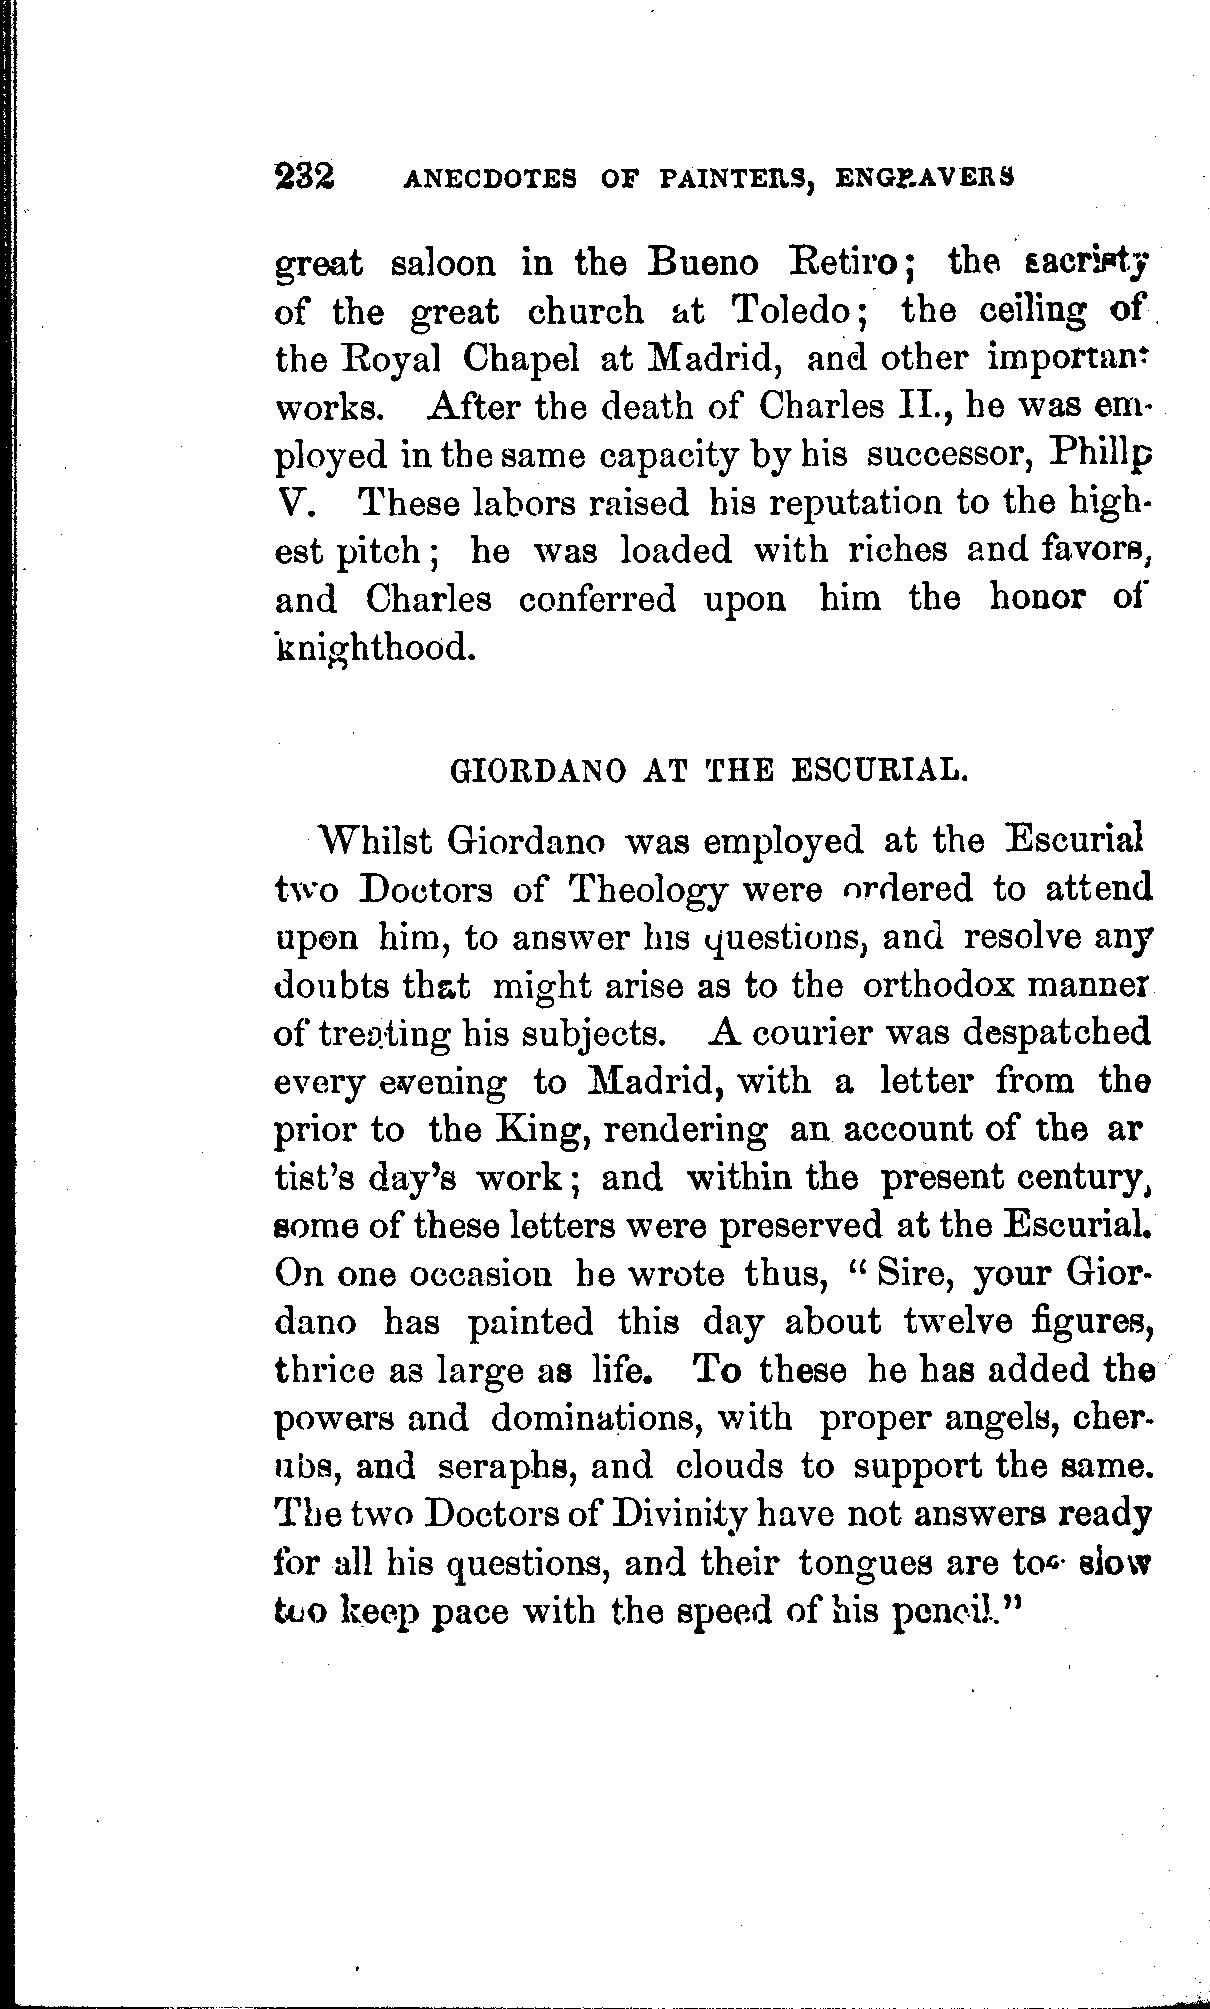 232 ANECDOTES OF PAINTERS, ENGRAVERS
great saloon in the Bueno Retiro; the sacristy
of the great church at Toledo; the ceiling of
the Royal Chapel at Madrid, and other important
works. After the death of Charles II., he was em-
ployed in the same capacity by his successor, Phillp
V. These labors raised his reputation to the high-
est pitch; he was loaded with riches and favors,
and Charles conferred upon him the honor of
knighthood.
GIORDANO AT THE ESCURIAL.
Whilst Giordano was employed at the Escurial
two Doctors of Theology were ordered to attend
upon him, to answer his questions, and resolve any
doubts that might arise as to the orthodox manner
of treating his subjects. A courier was despatched
every evening to Madrid, with a letter from the
prior to the King, rendering an account of the ar
tist's day's work; and within the present century,
some of these letters were preserved at the Escurial.
On one occasion he wrote thus, "Sire, your Gior-
dano has painted this day about twelve figures,
thrice as large as life. To these he has added the
powers and dominations, with proper angels, cher-
ubs, and seraphs, and clouds to support the same.
The two Doctors of Divinity have not answers ready
for all his questions, and their tongues are too slow
too keep pace with the speed of his pencil."